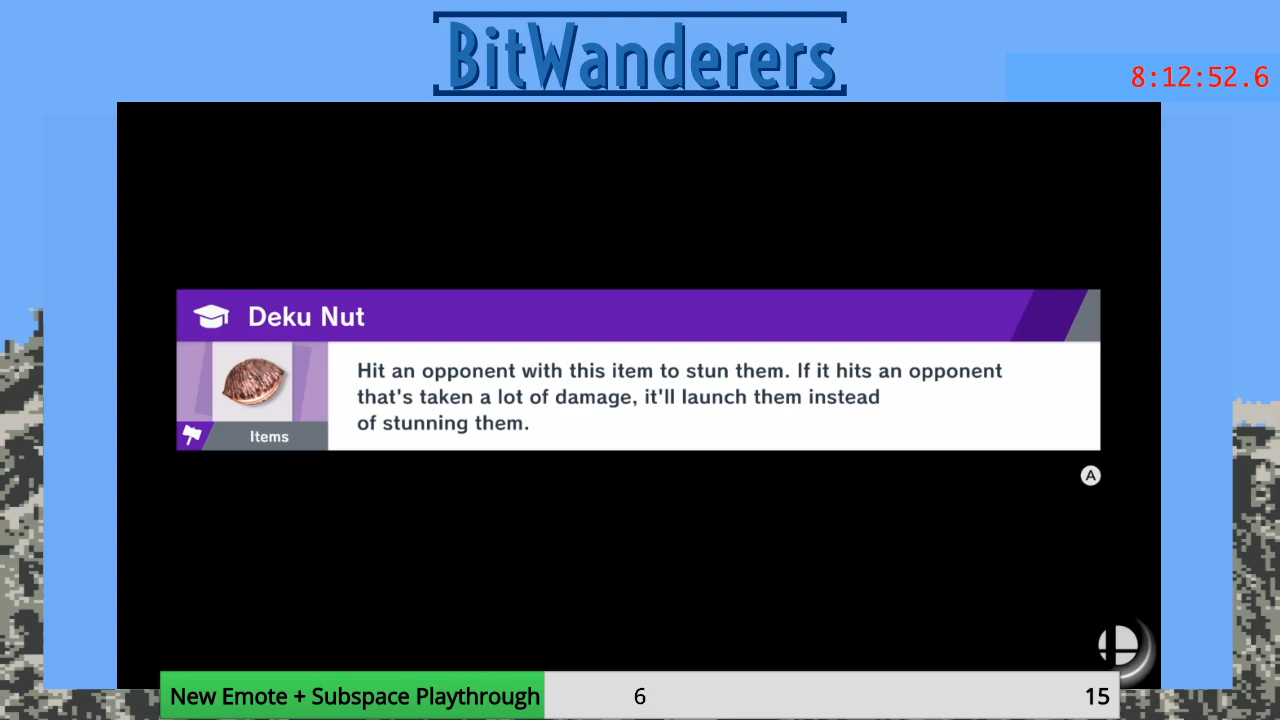 BitWanderers
8:12:52.6
Deku Nut
Hit an opponent with this item to stun them. If it hits an opponent
that's taken a lot of damage, it'll launch them instead
of stunning them.
Items
A
New Emote + Subspace Playthrough 6 15